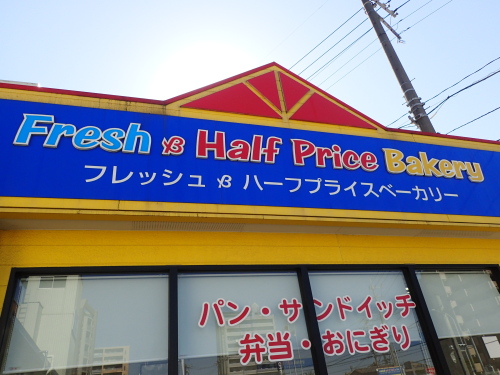 Fresh & Half Price Bakery
フレッシュ & ハーフプライスベーカリー
パン・サンドイッチ
弁当・おにぎり